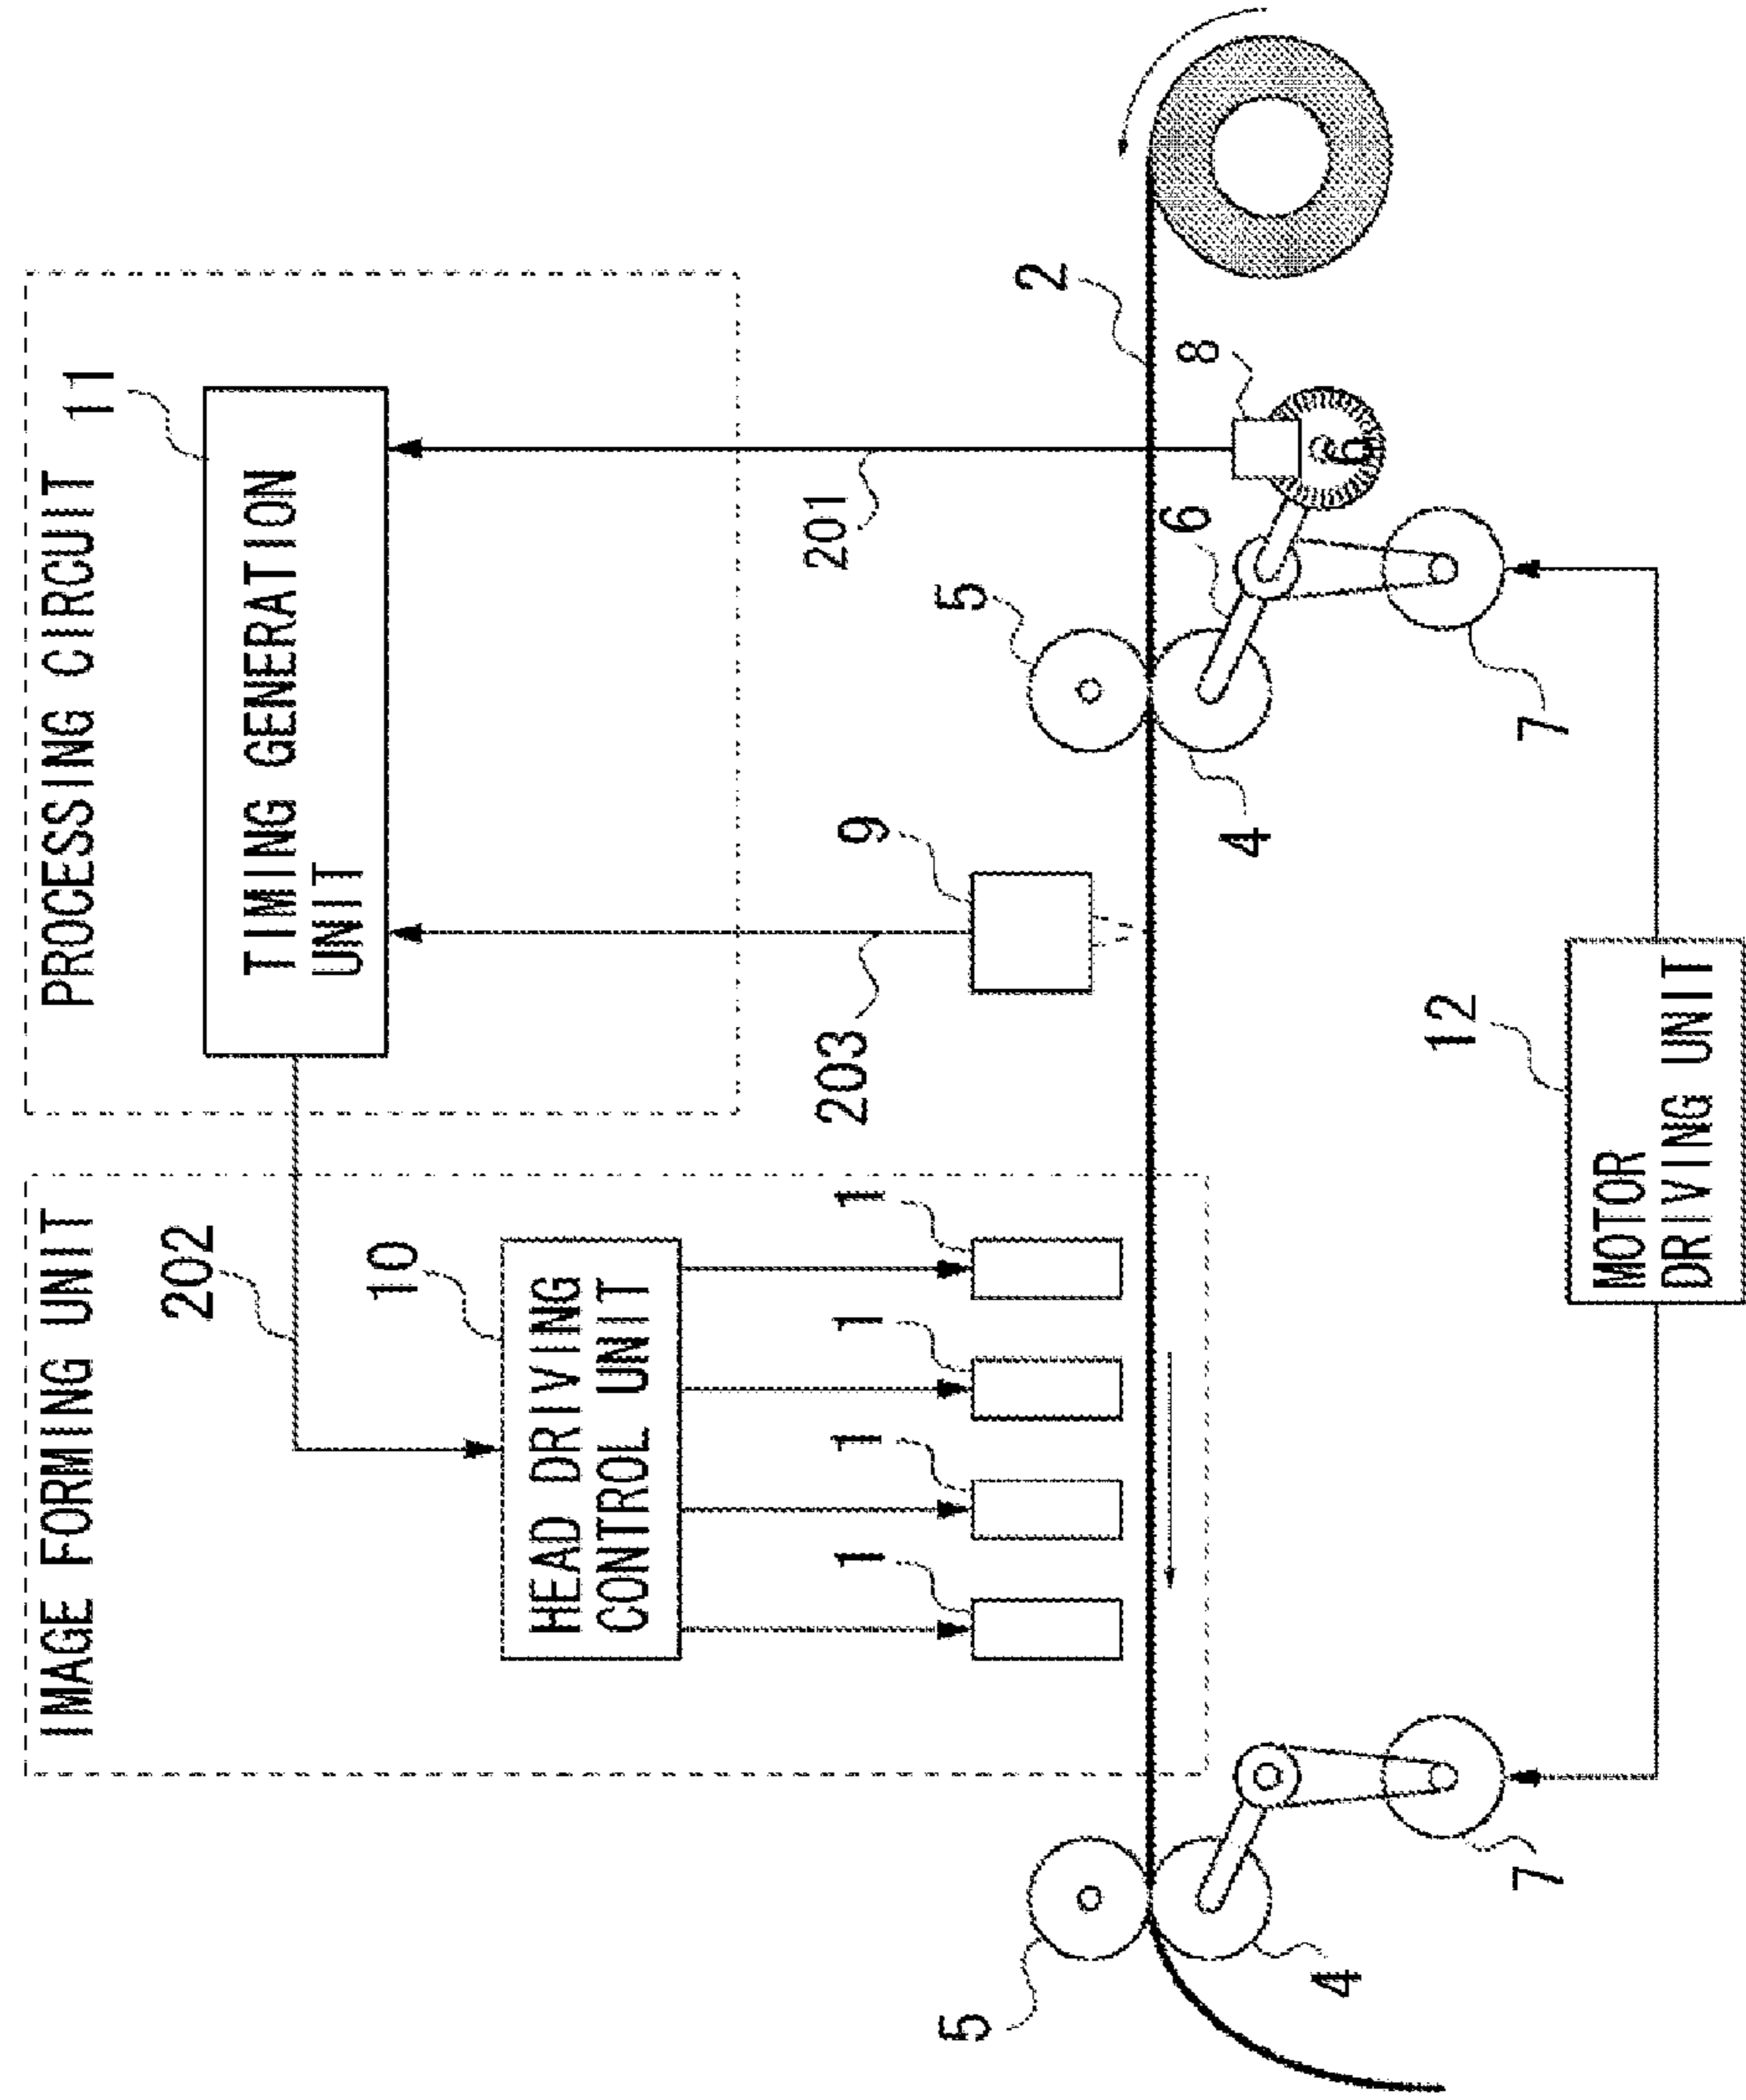 IMAGE FORMING UNIT
PROCESSING CIRCUIT
11
202
TIMING GENERATION
UNIT
10
HEAD DRIVING
CONTROL UNIT
201
203
1
1
1
1
9
5
5
2
8
6
4
4
6
12
7
7
MOTOR
DRIVING UNIT